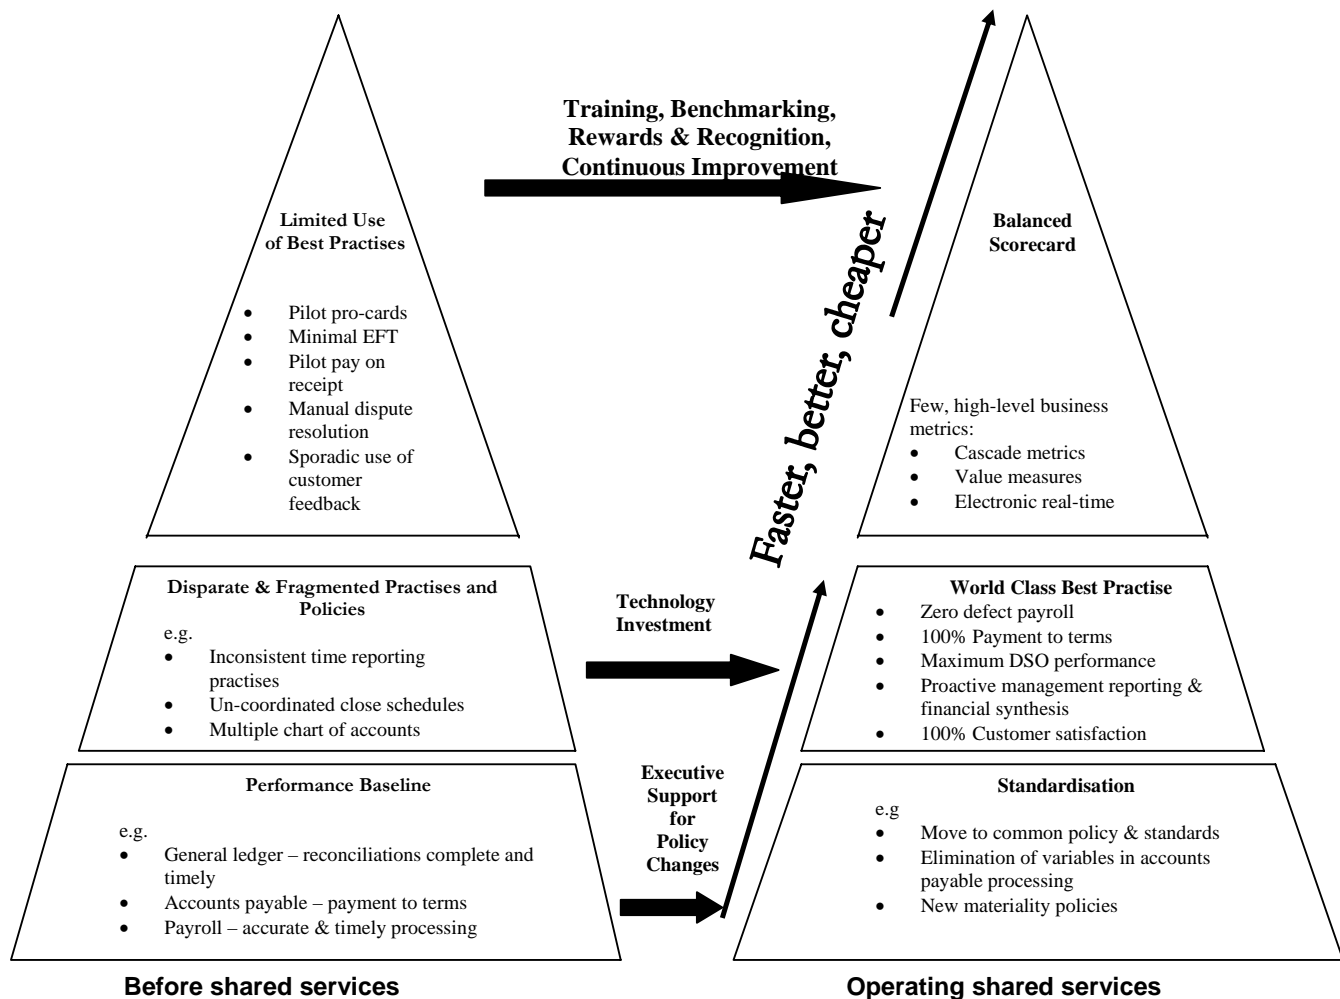 Limited Use
of Best Practises
• Pilot pro-cards
• Minimal EFT
• Pilot pay on
receipt
• Manual dispute
resolution
• Sporadic use of
customer
feedback
Disparate & Fragmented Practises and
Policies
e.g.
• Inconsistent time reporting
practises
• Un-coordinated close schedules
• Multiple chart of accounts
Performance Baseline
e.g.
• General ledger – reconciliations complete and
timely
• Accounts payable – payment to terms
• Payroll – accurate & timely processing
Before shared services
Training, Benchmarking,
Rewards & Recognition,
Continuous Improvement
Technology
Investment
Executive
Support
for
Policy
Changes
Faster, better, cheaper
Balanced
Scorecard
Few, high-level business
metrics:
• Cascade metrics
• Value measures
• Electronic real-time
World Class Best Practise
• Zero defect payroll
• 100% Payment to terms
• Maximum DSO performance
• Proactive management reporting &
financial synthesis
• 100% Customer satisfaction
Standardisation
e.g
• Move to common policy & standards
• Elimination of variables in accounts
payable processing
• New materiality policies
Operating shared services